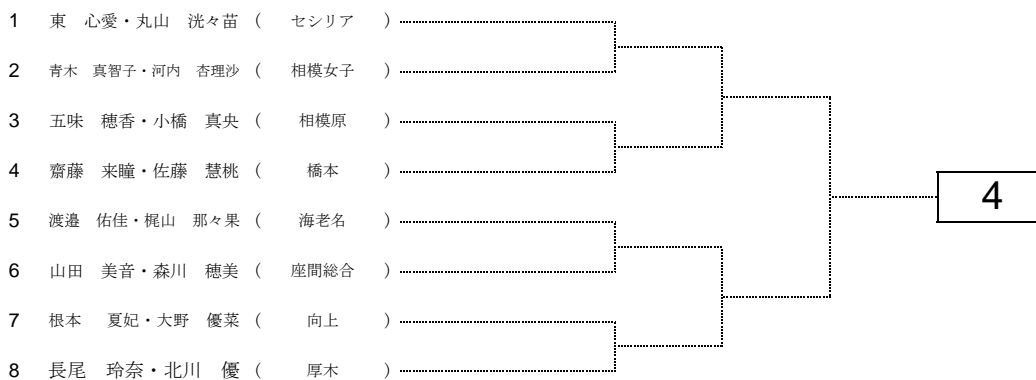 1 東　心愛・丸山　洸々苗 （ セシリア ）
2 青木　真智子・河内　杏理沙 （ 相模女子 ）
3 五味　穂香・小橋　真央 （ 相模原 ）
4 齋藤　来瞳・佐藤　慧桃 （ 橋本 ）
4
5 渡邉　佑佳・梶山　那々果 （ 海老名 ）
6 山田　美音・森川　穂美 （ 座間総合 ）
7 根本　夏妃・大野　優菜 （ 向上 ）
8 長尾　玲奈・北川　優 （ 厚木 ）